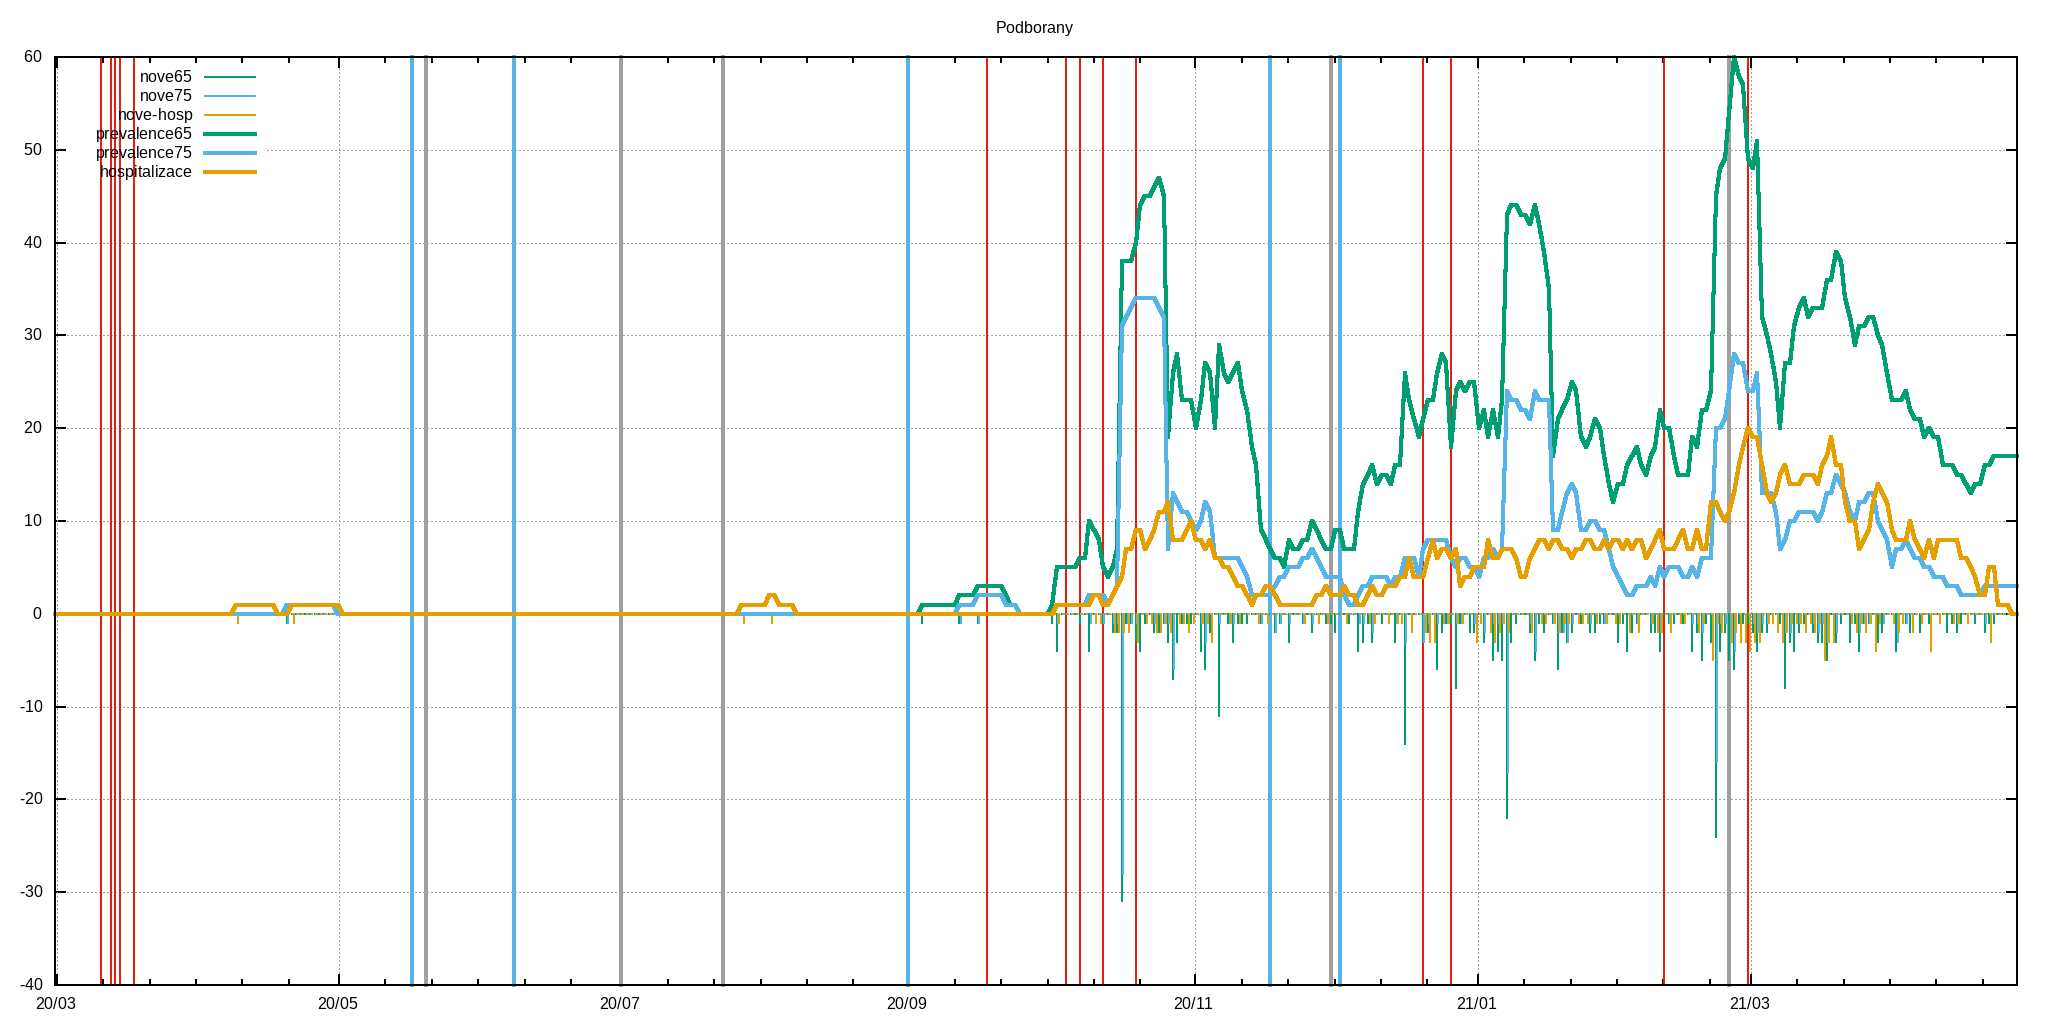 Podborany
60
50
40
30
20
10
0
-10
-20
-30
-40
nove65
nove75
nove-hosp
prevalence65
prevalence75
hospitalizace
20/03 20/05 20/07 20/09 20/11 21/01 21/03